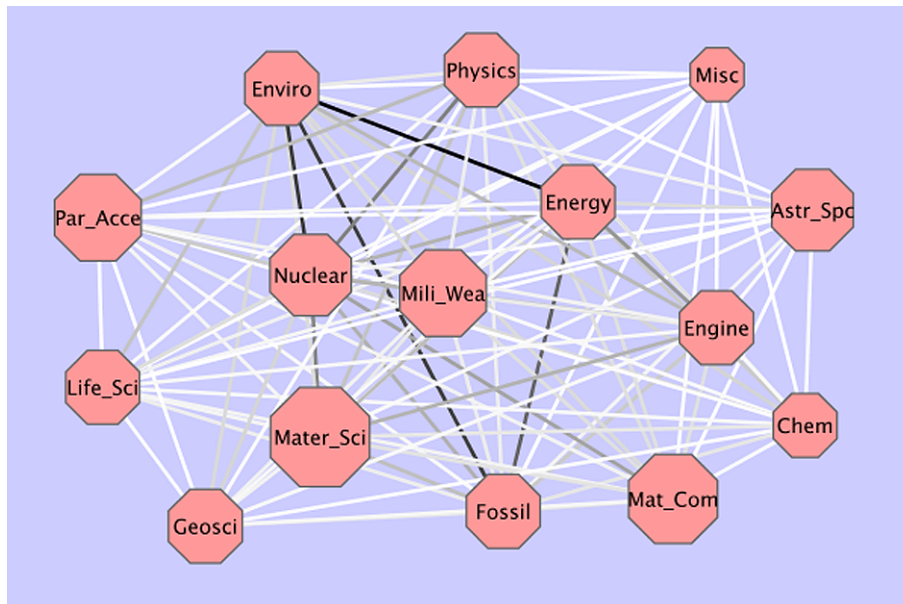 Physics
Misc
Enviro
Energy
Astr_Spc
Par_Acce
Nuclear
Mili_Wea
Engine
Life_Sci
Chem
Mater_Sci
Mat_Com
Fossil
Geosci